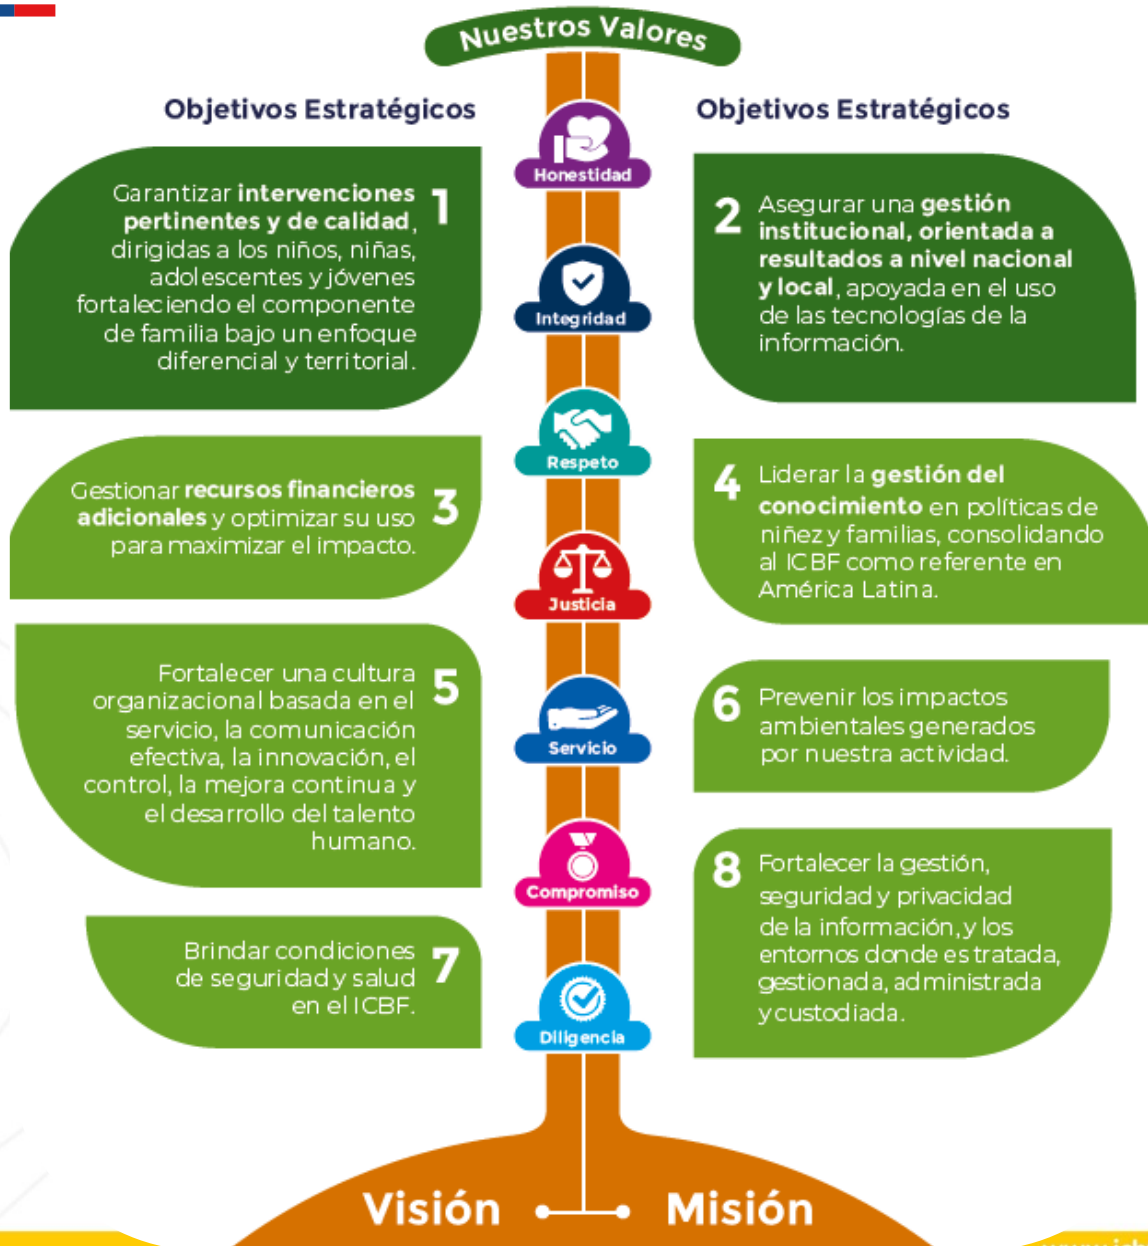 Nuestros Valores
Objetivos Estratégicos
1
Garantizar intervenciones
pertinentes y de calidad,
dirigidas a los niños, niñas,
adolescentes y jóvenes
fortaleciendo el componente
de familia bajo un enfoque
diferencial y territorial.
3
Gestionar recursos financieros
adicionales y optimizar su uso
para maximizar el impacto.
5
Fortalecer una cultura
organizacional basada en el
servicio, la comunicación
efectiva, la innovación, el
control, la mejora continua y
el desarrollo del talento
humano.
7
Brindar condiciones
de seguridad y salud
en el ICBF.
Honestidad
Integridad
Respeto
Justicia
Servicio
Compromiso
Diligencia
Objetivos Estratégicos
2
Asegurar una gestión
institucional, orientada a
resultados a nivel nacional
y local, apoyada en el uso
de las tecnologías de la
información.
4
Liderar la gestión del
conocimiento en políticas de
niñez y familias, consolidando
al ICBF como referente en
América Latina.
6
Prevenir los impactos
ambientales generados
por nuestra actividad.
8
Fortalecer la gestión,
seguridad y privacidad
de la información, y los
entornos donde es tratada,
gestionada, administrada
y custodiada.
Visión
Misión